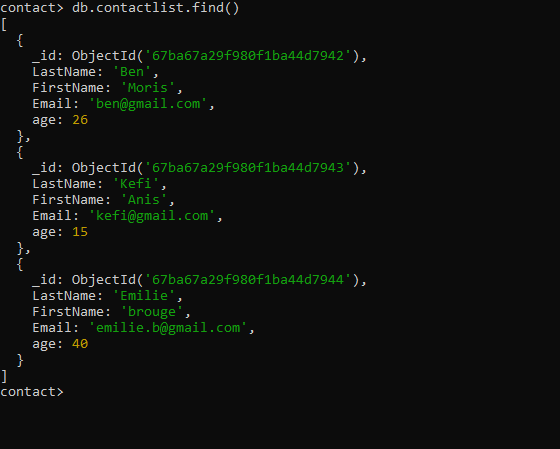 contact> db.contactlist.find()
[
  {
    _id: ObjectId('67ba67a29f980f1ba44d7942'),
    LastName: 'Ben',
    FirstName: 'Moris',
    Email: 'ben@gmail.com',
    age: 26
  },
  {
    _id: ObjectId('67ba67a29f980f1ba44d7943'),
    LastName: 'Kefi',
    FirstName: 'Anis',
    Email: 'kefi@gmail.com',
    age: 15
  },
  {
    _id: ObjectId('67ba67a29f980f1ba44d7944'),
    LastName: 'Emilie',
    FirstName: 'brouge',
    Email: 'emilie.b@gmail.com',
    age: 40
  }
]
contact>